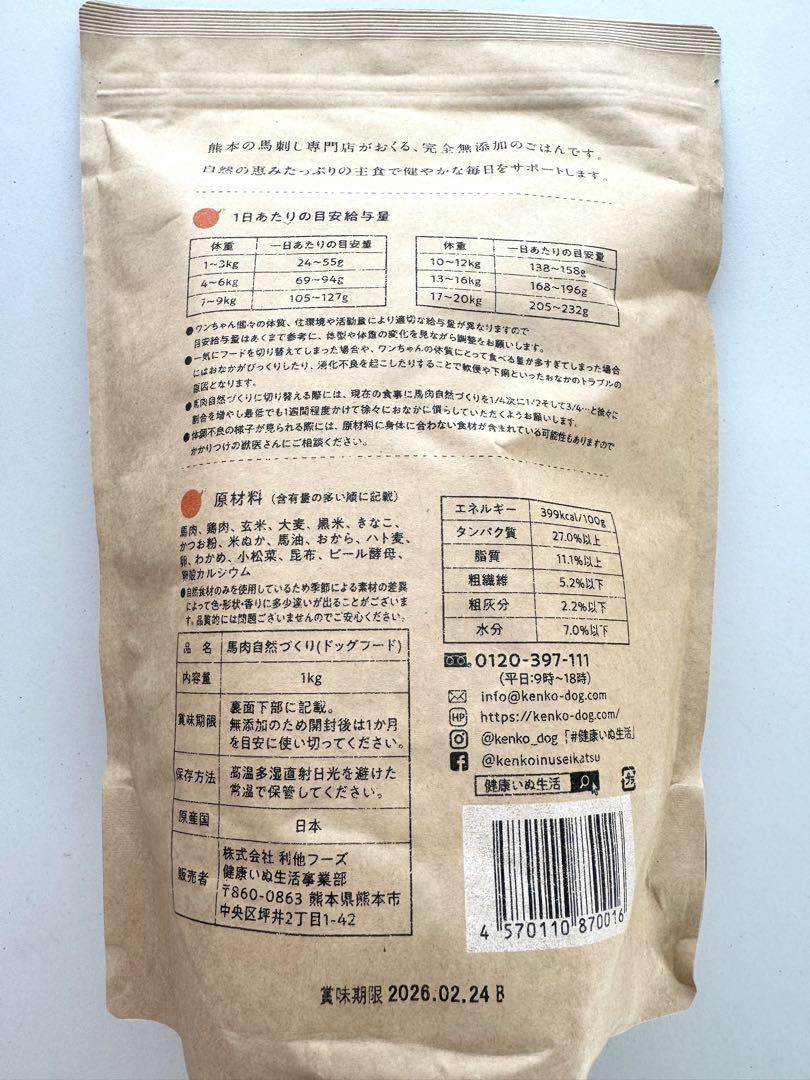 熊本の馬刺し専門店がおくる、完全無添加のごはんです。
自然の恵みたっぷりの主食で健やかな毎日をサポートします。
1日あたりの目安給与量
体重 一日あたりの目安量
1~3kg 24~55g
4~6kg 69~94g
7~9kg 105~127g
体重 一日あたりの目安量
10~12kg 138~158g
13~16kg 168~196g
17~20kg 205~232g
●ワンちゃん個々の体質、住環境や活動量により適切な給与量が異なりますので
目安給与量はあくまで参考に、体型や体重の変化を見ながら調整をお願いします。
●一気にフードを切り替えてしまった場合や、ワンちゃんの体質にとって食べる量が多すぎてしまった場合
にはおなかがびっくりしたり、消化不良を起こしたりすることで軟便や下痢といったおなかのトラブルの
原因となります。
●馬肉自然づくりに切り替える際には、現在の食事に馬肉自然づくりを1/4次に1/2そして3/4…と徐々に
割合を増やし最低でも1週間程度かけて徐々におなかに慣らしていただくようお願いします。
●体調不良の様子が見られる際には、原材料に身体に合わない食材が含まれている可能性もありますので
かかりつけの獣医さんにご相談ください。
原材料(含有量の多い順に記載)
馬肉、鶏肉、玄米、大麦、黒米、きなこ、
かつお粉、米ぬか、馬油、おから、ハト麦、
卵、わかめ、小松菜、昆布、ビール酵母、
卵殻カルシウム
●自然食材のみを使用しているため季節による素材の差異
によって色・形状・香りに多少違いが出ることがございま
す。品質的には問題ございませんのでご安心ください。
品名 馬肉自然づくり(ドッグフード)
内容量 1kg
賞味期限 裏面下部に記載。
無添加のため開封後は1か月
を目安に使い切ってください。
保存方法 高温多湿直射日光を避けた
常温で保管してください。
原産国 日本
販売者 株式会社 利他フーズ
健康いぬ生活事業部
〒860-0863 熊本県熊本市
中央区坪井2丁目1-42
エネルギー 399kcal/100g
タンパク質 27.0%以上
脂質 11.1%以上
粗繊維 5.2%以下
粗灰分 2.2%以下
水分 7.0%以下
0120-397-111
(平日:9時~18時)
info@kenko-dog.com
HP https://kenko-dog.com/
@kenko_dog「#健康いぬ生活」
@kenkoinuseikatsu
健康いぬ生活
プラ
4 570110 870016
賞味期限 2026.02.24 B